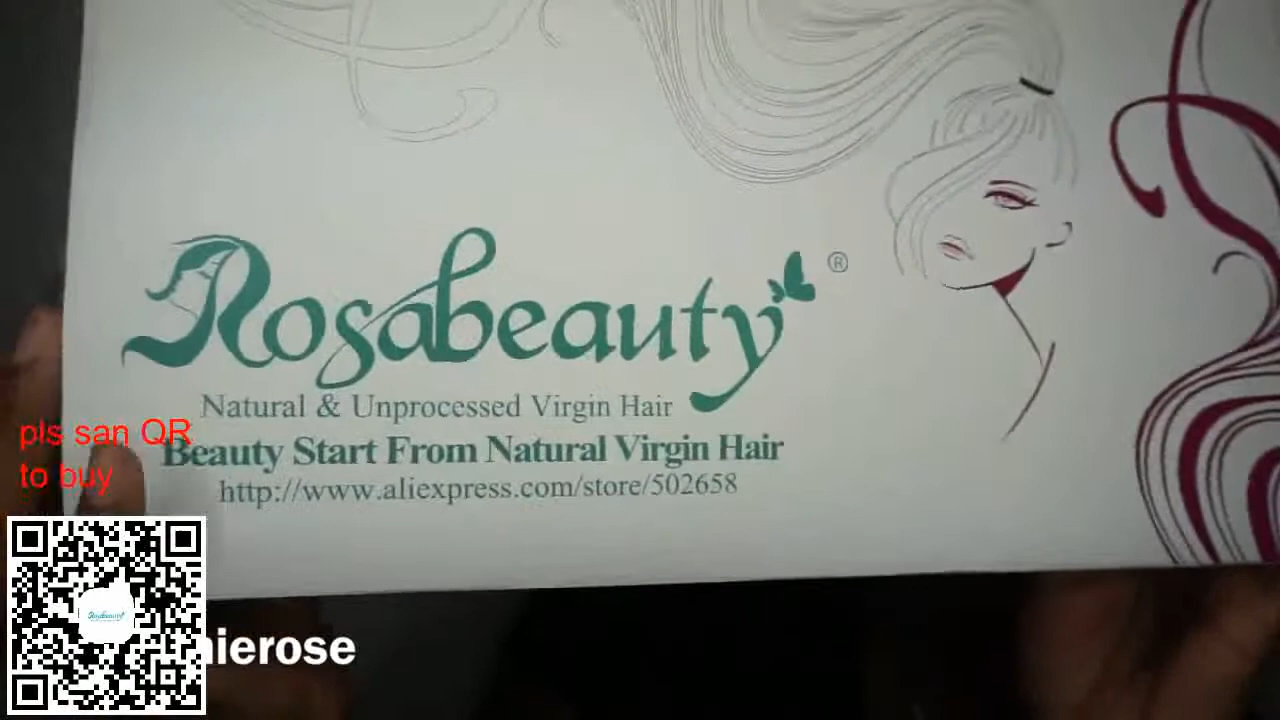 Rosabeauty ®
Natural & Unprocessed Virgin Hair
Beauty Start From Natural Virgin Hair
http://www.aliexpress.com/store/502658
pls san QR
to buy
Rosabeauty